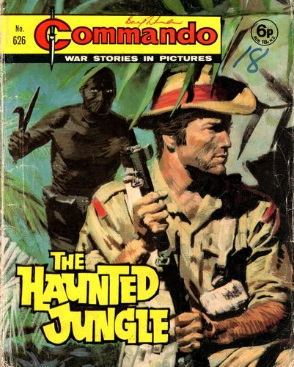 No.
626
Commando
WAR STORIES IN PICTURES
6p
18
THE
HAUNTED
JUNGLE